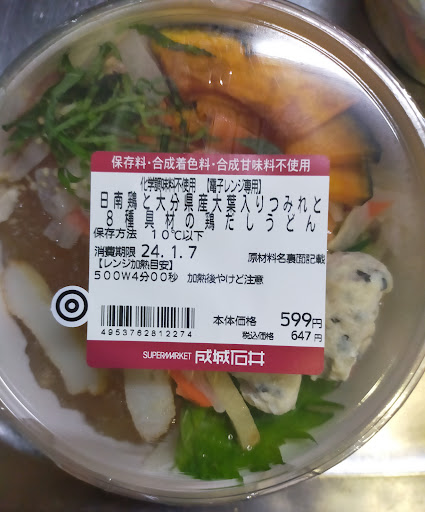 保存料・合成着色料・合成甘味料不使用
化学調味料不使用 【電子レンジ専用】
日南鶏と大分県産大葉入りつみれと
8種具材の鶏だしうどん
保存方法 10℃以下
消費期限 24.1.7 原材料名裏面記載
【レンジ加熱目安】
500W4分00秒 加熱後やけど注意
本体価格 599円
税込価格 647円
4953762812274
SUPERMARKET 成城石井